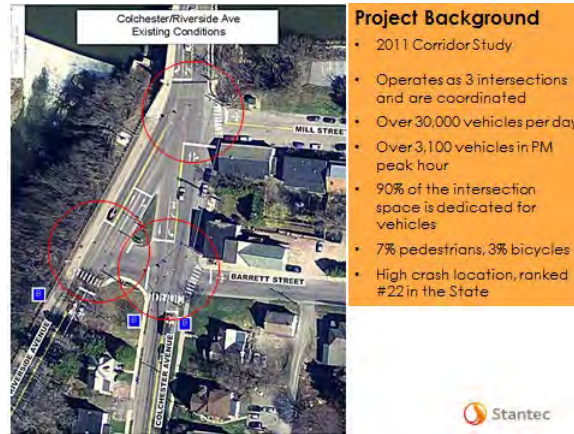 Colchester/Riverside Ave
Existing Conditions
MILL STREET
BARRETT STREET
RIVERSIDE AVENUE
COLCHESTER AVENUE
Project Background
• 2011 Corridor Study
• Operates as 3 intersections
and are coordinated
• Over 30,000 vehicles per day
• Over 3,100 vehicles in PM
peak hour
• 90% of the intersection
space is dedicated for
vehicles
• 7% pedestrians, 3% bicycles
• High crash location, ranked
#22 in the State
Stantec